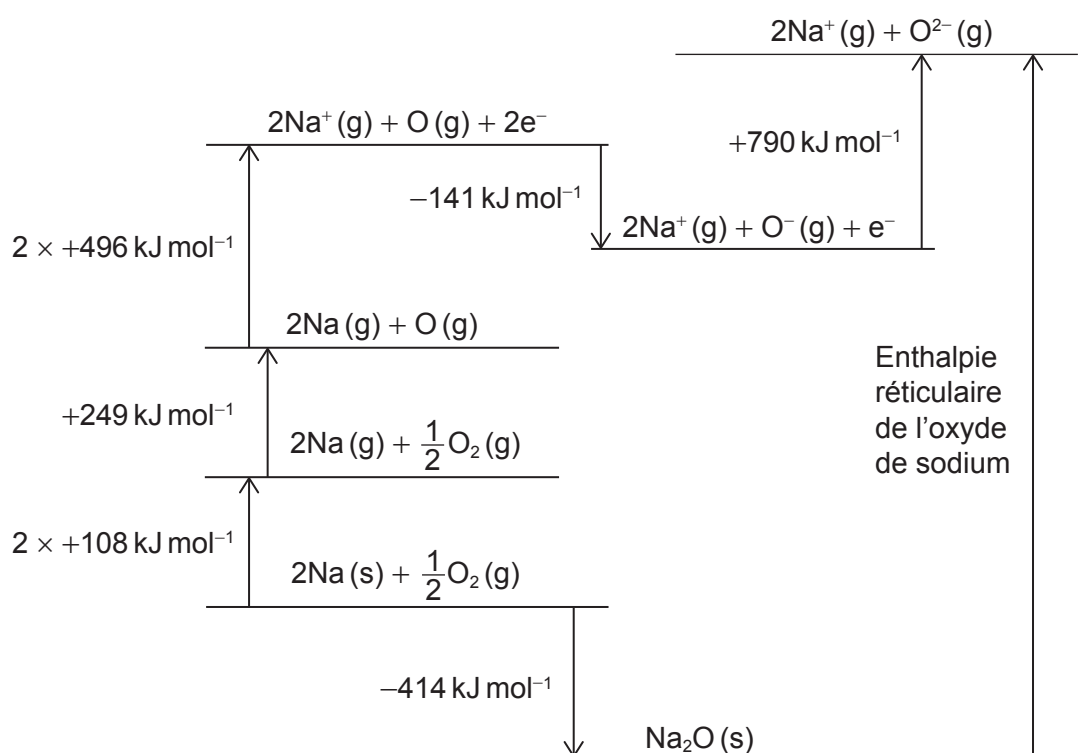 2Na⁺ (g) + O²⁻ (g)
2Na⁺ (g) + O (g) + 2e⁻
+790 kJ mol⁻¹
−141 kJ mol⁻¹
2Na⁺ (g) + O⁻ (g) + e⁻
2 × +496 kJ mol⁻¹
2Na (g) + O (g)
Enthalpie
réticulaire
de l’oxyde
de sodium
+249 kJ mol⁻¹
2Na (g) + 1/2 O₂ (g)
2 × +108 kJ mol⁻¹
2Na (s) + 1/2 O₂ (g)
−414 kJ mol⁻¹
Na₂O (s)